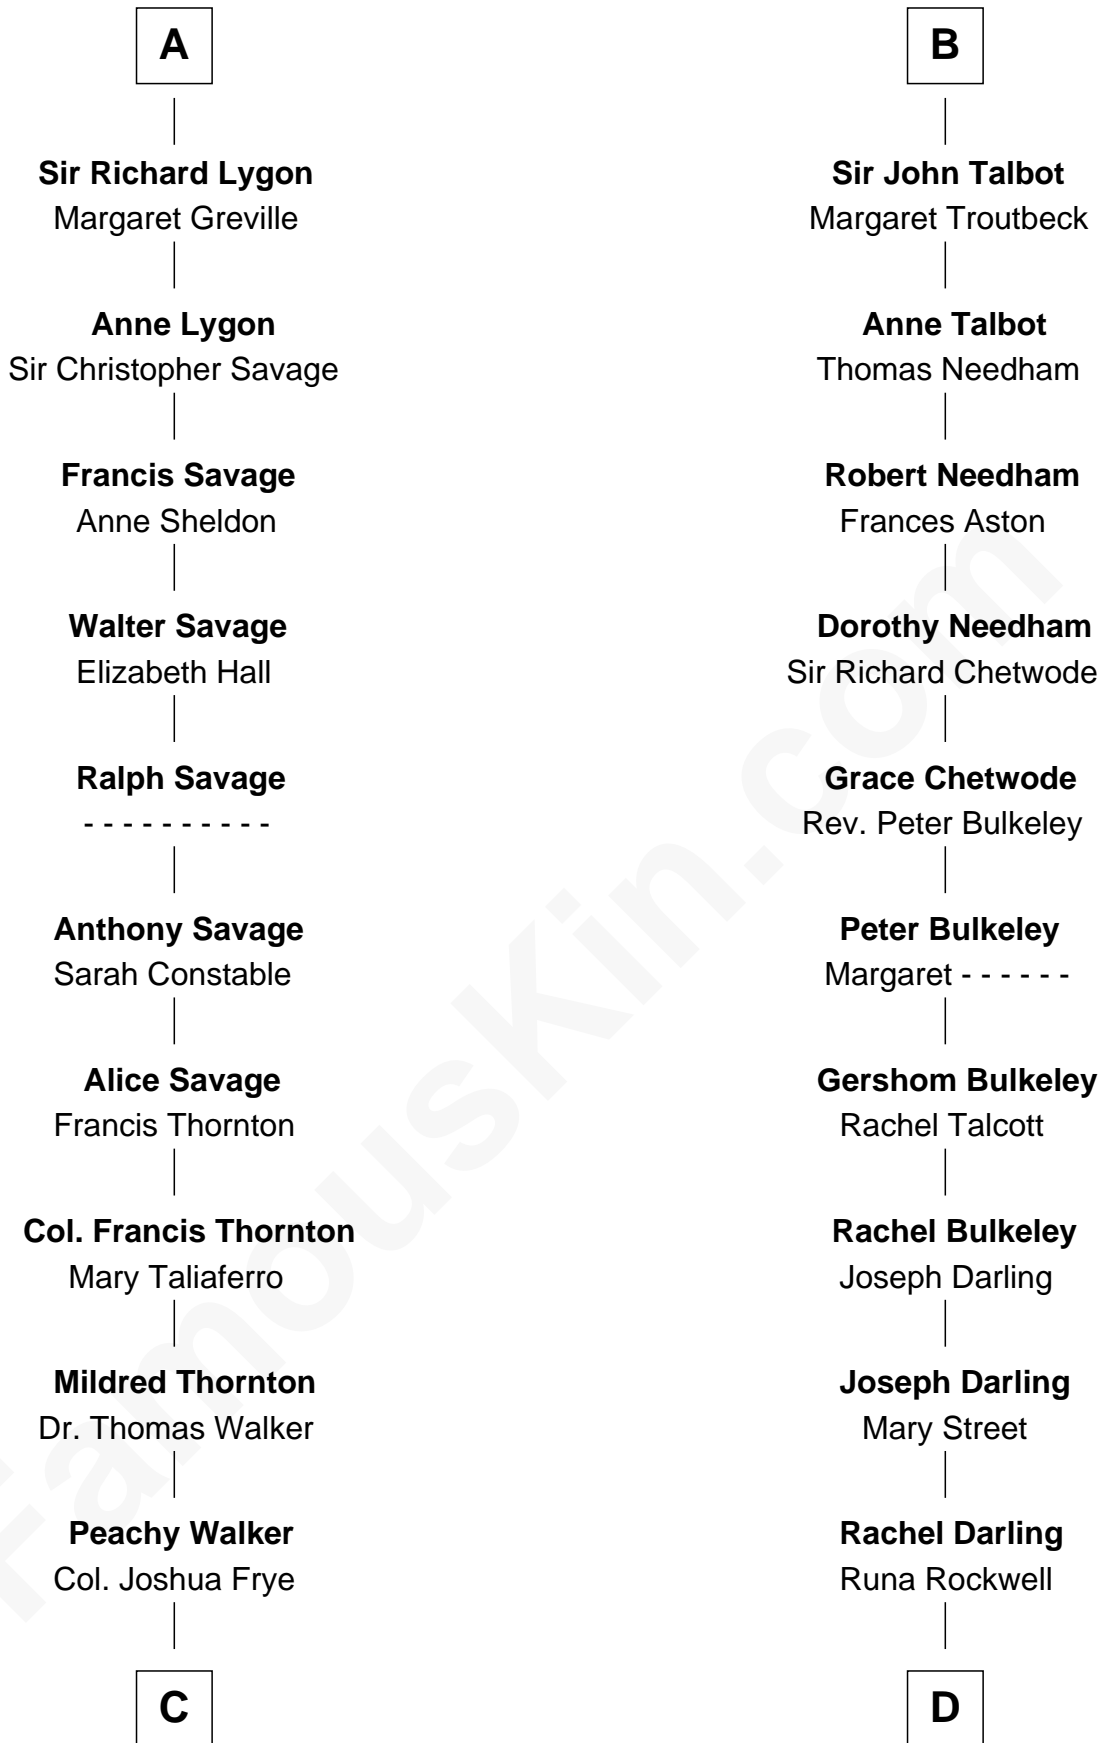 A
Sir Richard Lygon
Margaret Greville
Anne Lygon
Sir Christopher Savage
Francis Savage
Anne Sheldon
Walter Savage
Elizabeth Hall
Ralph Savage
- - - - - - - - - -
Anthony Savage
Sarah Constable
Alice Savage
Francis Thornton
Col. Francis Thornton
Mary Taliaferro
Mildred Thornton
Dr. Thomas Walker
Peachy Walker
Col. Joshua Frye
C
B
Sir John Talbot
Margaret Troutbeck
Anne Talbot
Thomas Needham
Robert Needham
Frances Aston
Dorothy Needham
Sir Richard Chetwode
Grace Chetwode
Rev. Peter Bulkeley
Peter Bulkeley
Margaret - - - - - -
Gershom Bulkeley
Rachel Talcott
Rachel Bulkeley
Joseph Darling
Joseph Darling
Mary Street
Rachel Darling
Runa Rockwell
D
FamousKin.com